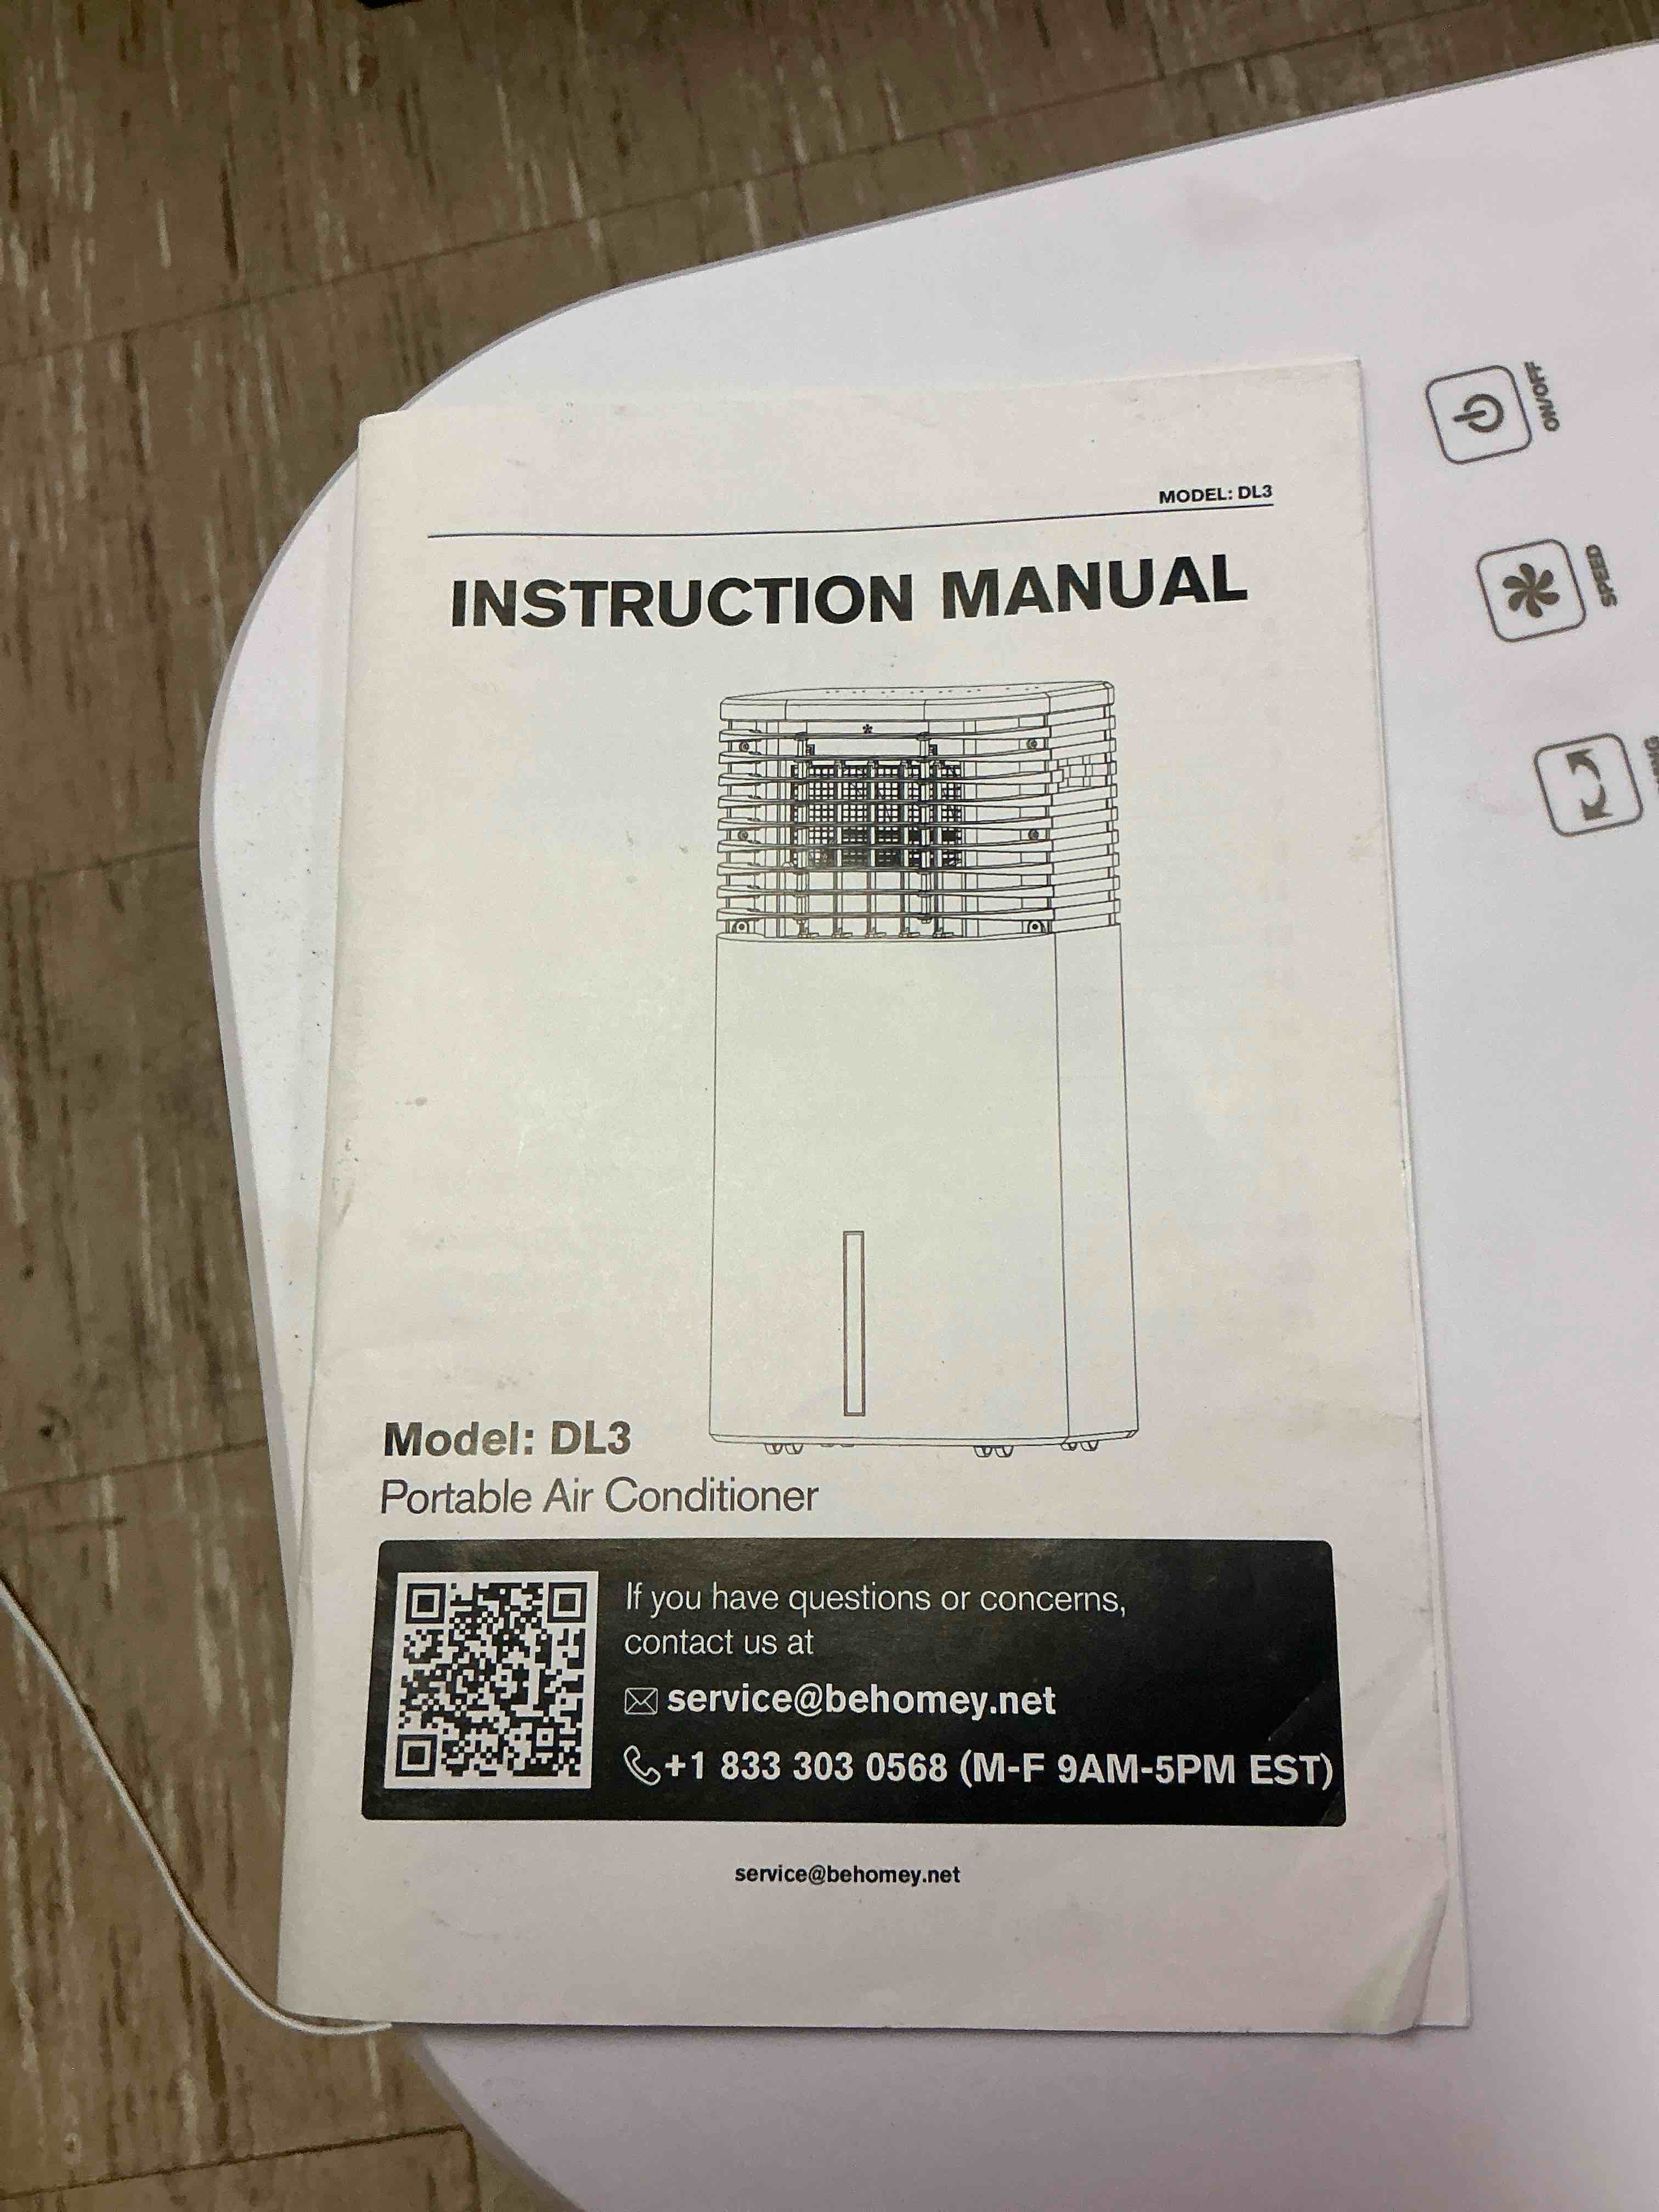 MODEL: DL3
INSTRUCTION MANUAL
Model: DL3
Portable Air Conditioner
If you have questions or concerns,
contact us at
service@behomey.net
+1 833 303 0568 (M-F 9AM-5PM EST)
service@behomey.net
ON/OFF
SPEED